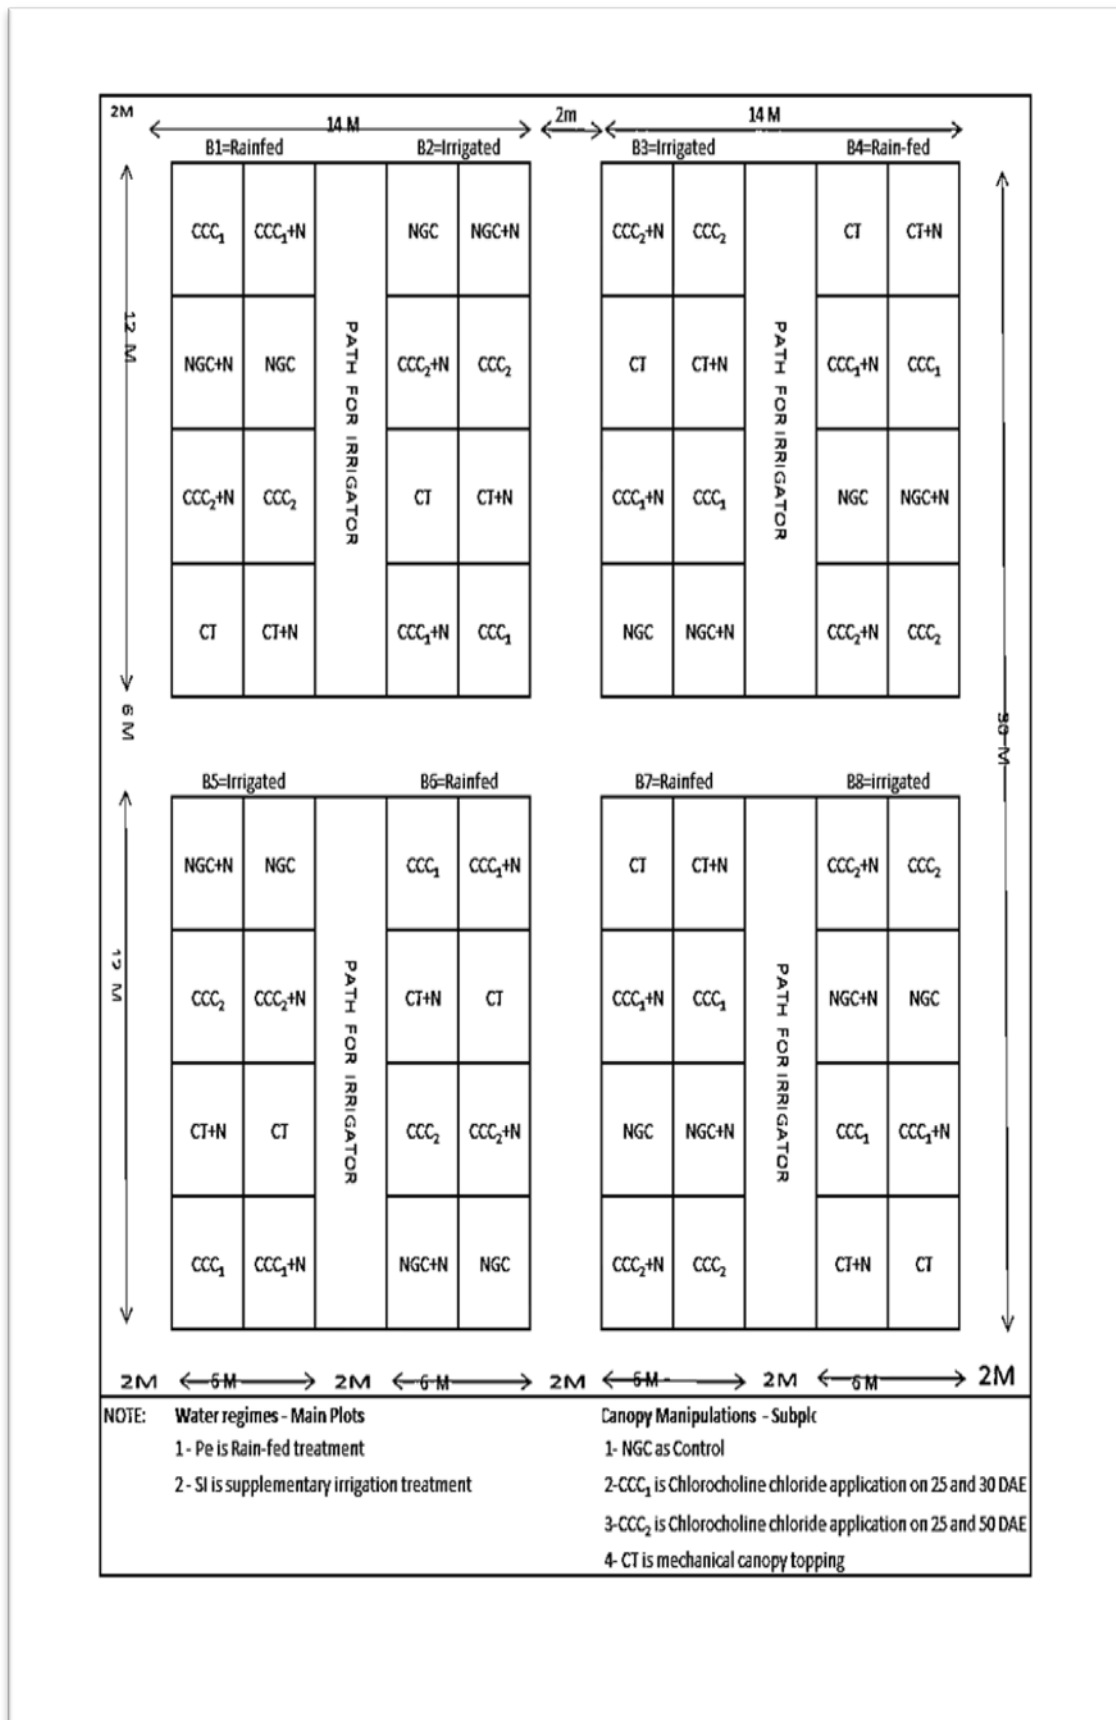 2M
14 M
2m
14 M
B1=Rainfed
B2=Irrigated
B3=Irrigated
B4=Rain-fed
CCC₁ CCC₁+N NGC NGC+N CCC₂+N CCC₂ CT CT+N
12 M
NGC+N NGC CCC₂+N CCC₂ CT CT+N CCC₁+N CCC₁
PATH FOR IRRIGATOR
PATH FOR IRRIGATOR
CCC₂+N CCC₂ CT CT+N CCC₁+N CCC₁ NGC NGC+N
CT CT+N CCC₁+N CCC₁ NGC NGC+N CCC₂+N CCC₂
6 M
30 M
B5=Irrigated
B6=Rainfed
B7=Rainfed
B8=irrigated
NGC+N NGC CCC₁ CCC₁+N CT CT+N CCC₂+N CCC₂
12 M
CCC₂ CCC₂+N CT+N CT CCC₁+N CCC₁ NGC+N NGC
PATH FOR IRRIGATOR
PATH FOR IRRIGATOR
CT+N CT CCC₂ CCC₂+N NGC NGC+N CCC₁ CCC₁+N
CCC₁ CCC₁+N NGC+N NGC CCC₂+N CCC₂ CT+N CT
2M 6 M 2M 6 M 2M 6 M 2M 6 M 2M
NOTE: Water regimes - Main Plots
1 - Pe is Rain-fed treatment
2 - SI is supplementary irrigation treatment
Canopy Manipulations - Subplc
1- NGC as Control
2-CCC₁ is Chlorocholine chloride application on 25 and 30 DAE
3-CCC₂ is Chlorocholine chloride application on 25 and 50 DAE
4- CT is mechanical canopy topping